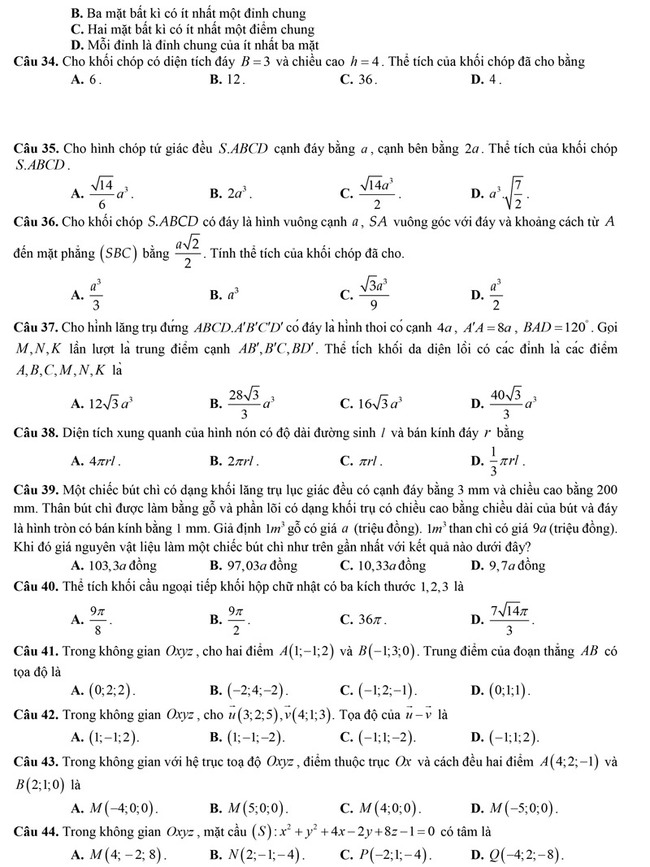 B. Ba mặt bất kì có ít nhất một đỉnh chung
C. Hai mặt bất kì có ít nhất một điểm chung
D. Mỗi đỉnh là đỉnh chung của ít nhất ba mặt
Câu 34. Cho khối chóp có diện tích đáy B = 3 và chiều cao h = 4. Thể tích của khối chóp đã cho bằng
A. 6. B. 12. C. 36. D. 4.
Câu 35. Cho hình chóp tứ giác đều S.ABCD cạnh đáy bằng a, cạnh bên bằng 2a. Thể tích của khối chóp
S.ABCD.
A. \frac{\sqrt{14}}{6}a^3. B. 2a^3. C. \frac{\sqrt{14}a^3}{2}. D. a^3.\sqrt{\frac{7}{2}}.
Câu 36. Cho khối chóp S.ABCD có đáy là hình vuông cạnh a, SA vuông góc với đáy và khoảng cách từ A
đến mặt phẳng (SBC) bằng \frac{a\sqrt{2}}{2}. Tính thể tích của khối chóp đã cho.
A. \frac{a^3}{3} B. a^3 C. \frac{\sqrt{3}a^3}{9} D. \frac{a^3}{2}
Câu 37. Cho hình lăng trụ đứng ABCD.A'B'C'D' có đáy là hình thoi có cạnh 4a, A'A = 8a, BAD = 120°. Gọi
M, N, K lần lượt là trung điểm cạnh AB', B'C, BD'. Thể tích khối da diện lồi có các đỉnh là các điểm
A, B, C, M, N, K là
A. 12\sqrt{3}a^3 B. \frac{28\sqrt{3}}{3}a^3 C. 16\sqrt{3}a^3 D. \frac{40\sqrt{3}}{3}a^3
Câu 38. Diện tích xung quanh của hình nón có độ dài đường sinh l và bán kính đáy r bằng
A. 4πrl. B. 2πrl. C. πrl. D. \frac{1}{3}πrl.
Câu 39. Một chiếc bút chì có dạng khối lăng trụ lục giác đều có cạnh đáy bằng 3 mm và chiều cao bằng 200
mm. Thân bút chì được làm bằng gỗ và phần lõi có dạng khối trụ có chiều cao bằng chiều dài của bút và đáy
là hình tròn có bán kính bằng 1 mm. Giả định 1m³ gỗ có giá a (triệu đồng). 1m³ than chì có giá 9a (triệu đồng).
Khi đó giá nguyên vật liệu làm một chiếc bút chì như trên gần nhất với kết quả nào dưới đây?
A. 103,3a đồng B. 97,03a đồng C. 10,33a đồng D. 9,7a đồng
Câu 40. Thể tích khối cầu ngoại tiếp khối hộp chữ nhật có ba kích thước 1, 2, 3 là
A. \frac{9π}{8}. B. \frac{9π}{2}. C. 36π. D. \frac{7\sqrt{14}π}{3}.
Câu 41. Trong không gian Oxyz, cho hai điểm A(1;-1;2) và B(-1;3;0). Trung điểm của đoạn thẳng AB có
tọa độ là
A. (0;2;2). B. (-2;4;-2). C. (-1;2;-1). D. (0;1;1).
Câu 42. Trong không gian Oxyz, cho \vec{u}(3;2;5), \vec{v}(4;1;3). Tọa độ của \vec{u} - \vec{v} là
A. (1;-1;2). B. (1;-1;-2). C. (-1;1;-2). D. (-1;1;2).
Câu 43. Trong không gian với hệ trục toạ độ Oxyz, điểm thuộc trục Ox và cách đều hai điểm A(4;2;-1) và
B(2;1;0) là
A. M(-4;0;0). B. M(5;0;0). C. M(4;0;0). D. M(-5;0;0).
Câu 44. Trong không gian Oxyz, mặt cầu (S): x² + y² + 4x - 2y + 8z - 1 = 0 có tâm là
A. M(4;-2;8). B. N(2;-1;-4). C. P(-2;1;-4). D. Q(-4;2;-8).